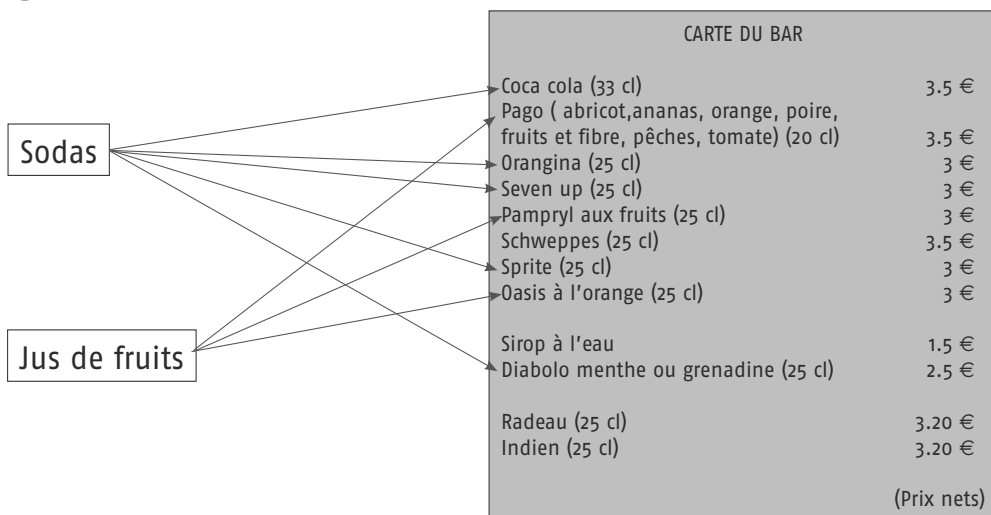 Sodas
Jus de fruits
CARTE DU BAR
Coca cola (33 cl) 3.5 €
Pago ( abricot,ananas, orange, poire,
fruits et fibre, pêches, tomate) (20 cl) 3.5 €
Orangina (25 cl) 3 €
Seven up (25 cl) 3 €
Pampryl aux fruits (25 cl) 3 €
Schweppes (25 cl) 3.5 €
Sprite (25 cl) 3 €
Oasis à l'orange (25 cl) 3 €
Sirop à l'eau 1.5 €
Diabolo menthe ou grenadine (25 cl) 2.5 €
Radeau (25 cl) 3.20 €
Indien (25 cl) 3.20 €
(Prix nets)